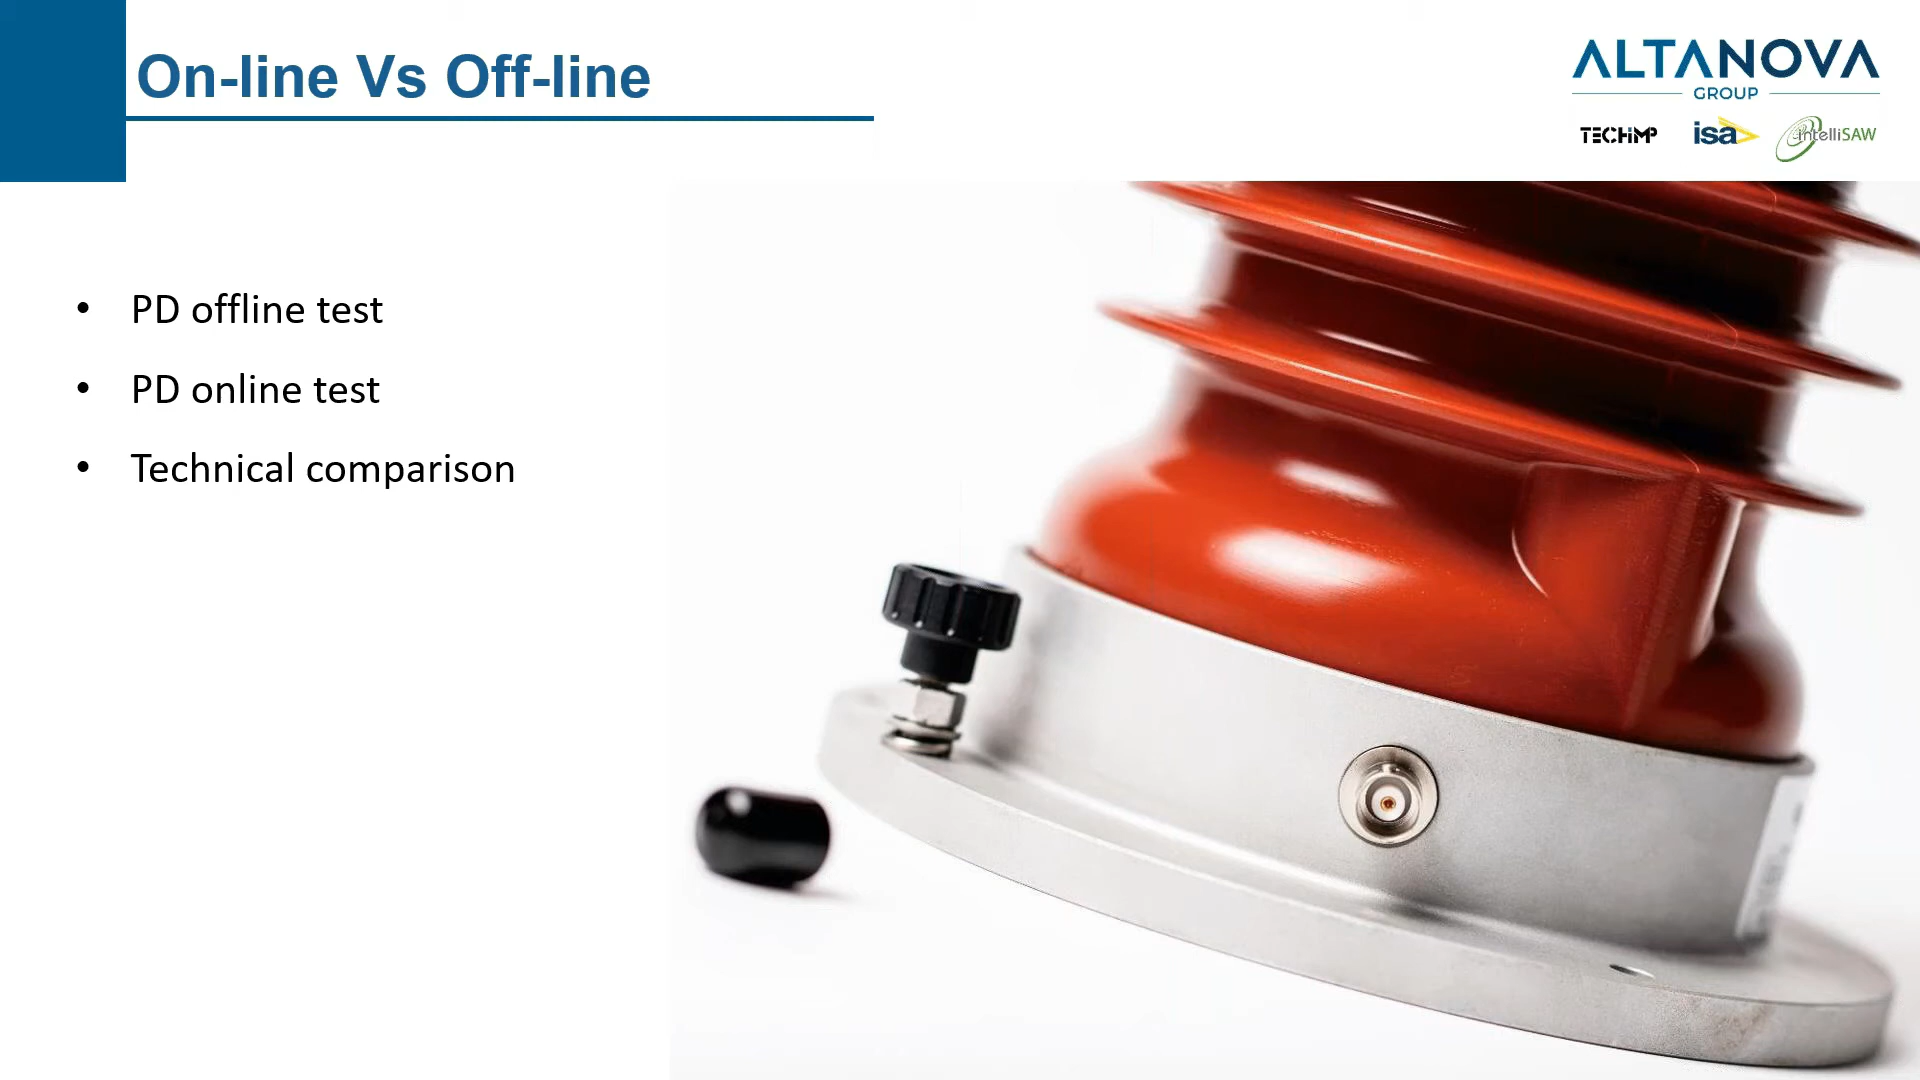 On-line Vs Off-line
ALTANOVA
GROUP
TECHIMP
isa
intelliSAW
• PD offline test
• PD online test
• Technical comparison